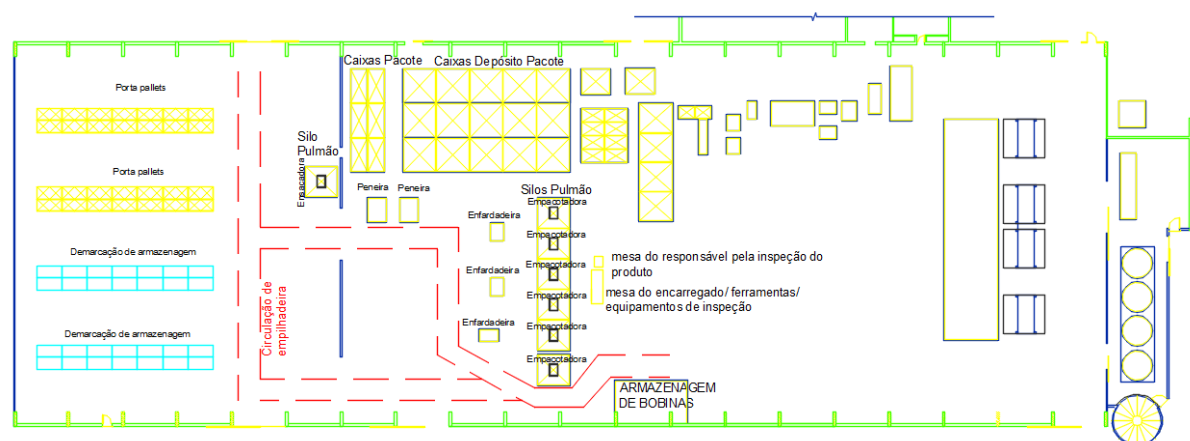 Caixas Pacote
Caixas Depósito Pacote
Porta pallets
Silo
Pulmão
Ensacadora
Porta pallets
Peneira
Peneira
Silos Pulmão
Empacotadora
Enfardadeira
Empacotadora
Demarcação de armazenagem
mesa do responsável pela inspeção do
produto
Empacotadora
Enfardadeira
mesa do encarregado/ ferramentas/
equipamentos de inspeção
Empacotadora
Circulação de
empilhadeira
Enfardadeira
Empacotadora
Demarcação de armazenagem
Empacotadora
ARMAZENAGEM
DE BOBINAS